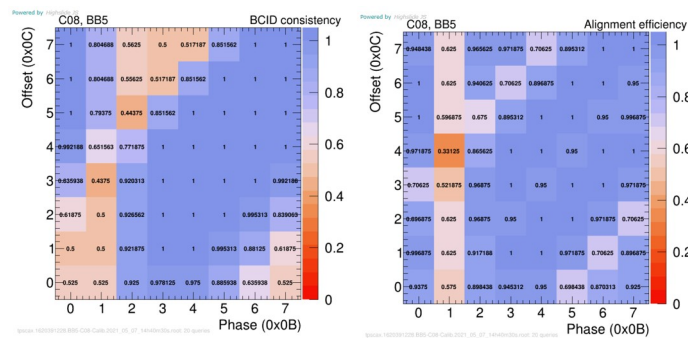 Powered by Highslide JS
C08, BB5
BCID consistency
Offset (0x0C)
7 1 0.804688 0.5625 0.5 0.517187 0.851562 1 1
6 1 0.804688 0.55625 0.517187 0.851562 1 1 1
5 1 0.79375 0.44375 0.851562 1 1 1 1
4 0.982188 0.651563 0.771875 1 1 1 1 1
3 0.635938 0.4375 0.920313 1 1 1 1
2 0.61875 0.5 0.926562 1 1 1 0.995313
1 0.5 0.5 0.921875 1 1 0.995313 0.88125 0.61875
0 0.525 0.525 0.925 0.978125 0.975 0.885938 0.635938 0.525
0 1 2 3 4 5 6 7
Phase (0x0B)
1
0.8
0.6
0.4
0.2
0
Powered by Highslide JS
C08, BB5
Alignment efficiency
Offset (0x0C)
7 0.948438 0.625 0.965625 0.971875 0.70625 0.895312 1 1
6 1 0.625 0.940625 0.70625 0.896875 1 1 0.95
5 1 0.596875 0.675 0.895312 1 1 0.95 0.996875
4 0.971875 0.33125 0.865625 1 1 0.95 1 1
3 0.70625 0.521875 0.96875 1 0.95 1 1 0.971875
2 0.896875 0.625 0.96875 0.95 1 1 0.971875 0.70625
1 0.996875 0.625 0.917188 1 1 0.971875 0.70625 0.896875
0 0.9375 0.575 0.898438 0.945312 0.95 0.698438 0.870313 0.925
0 1 2 3 4 5 6 7
Phase (0x0B)
1
0.8
0.6
0.4
0.2
0